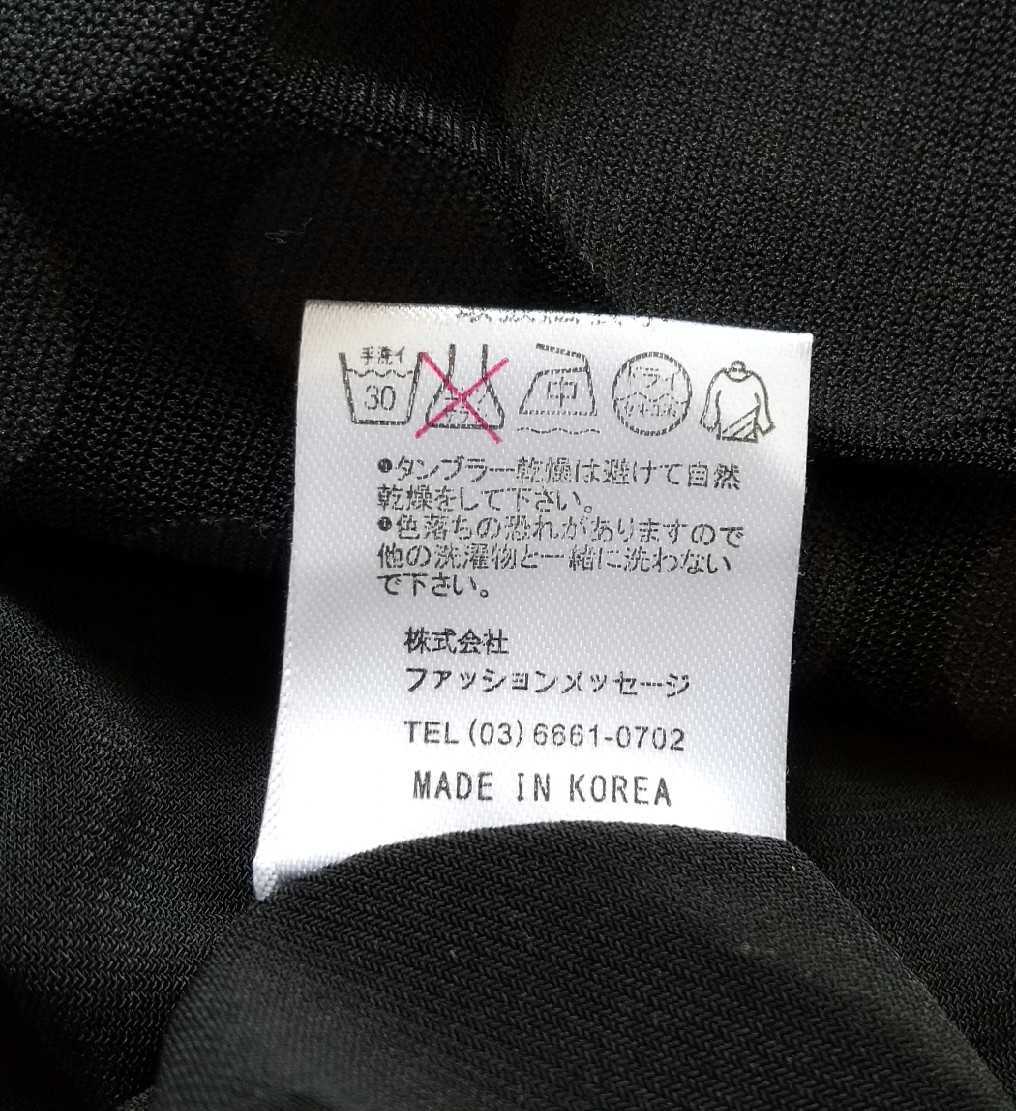 手洗イ
30
中
ドライ
●タンブラー乾燥は避けて自然
乾燥をして下さい。
●色落ちの恐れがありますので
他の洗濯物と一緒に洗わない
で下さい。
株式会社
ファッションメッセージ
TEL(03)6661-0702
MADE IN KOREA